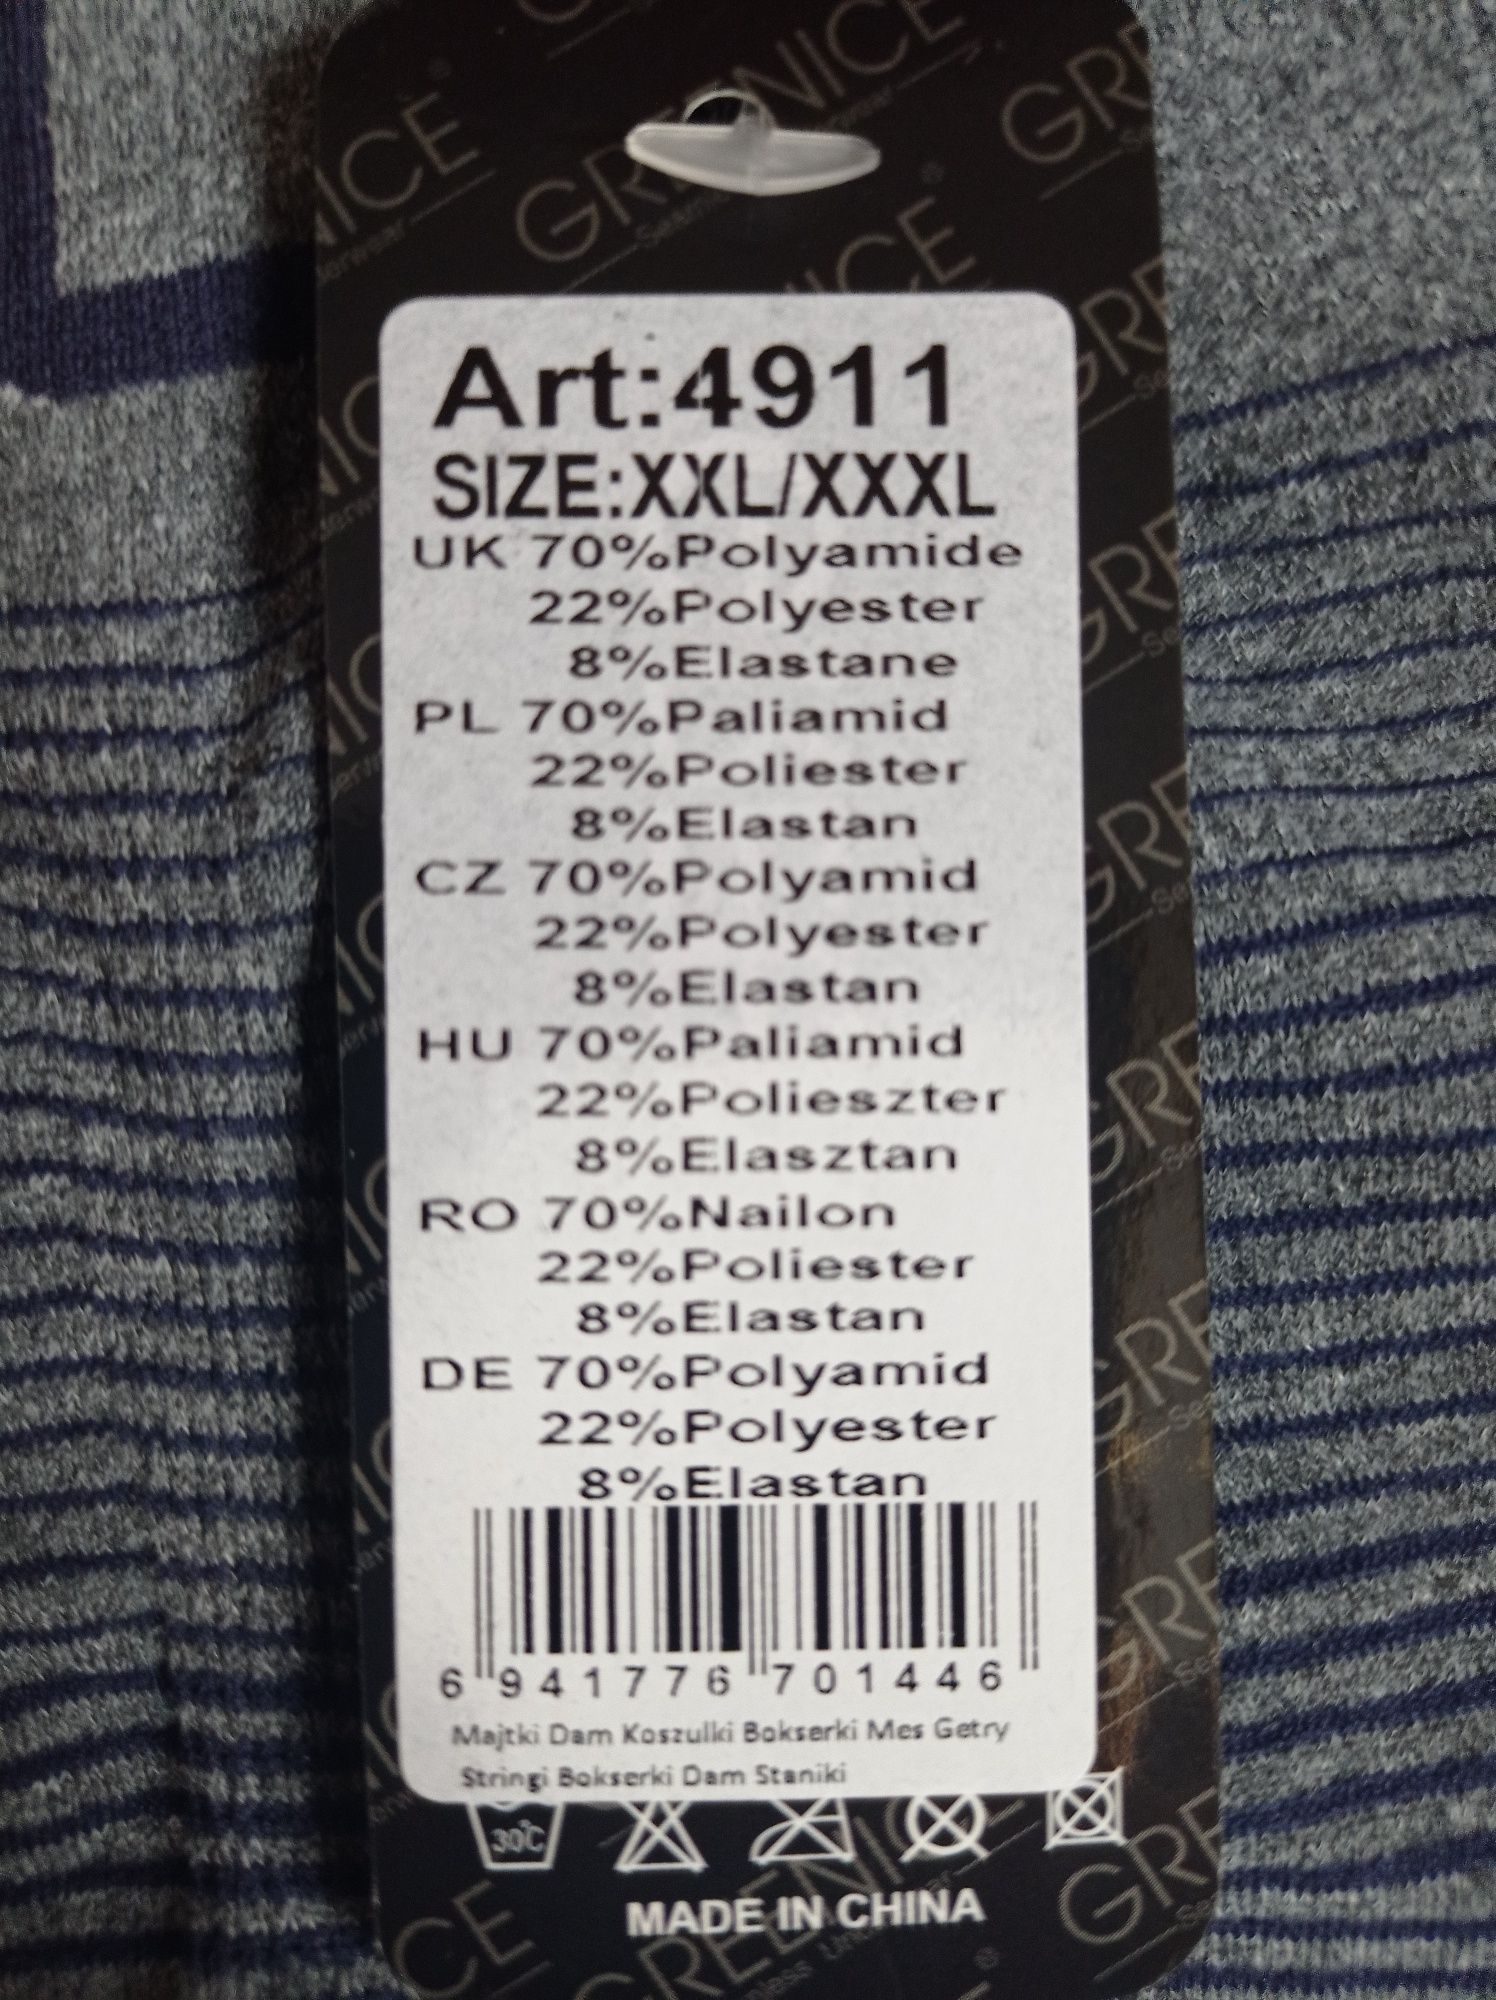 GREENICE
Art:4911
SIZE:XXL/XXXL
UK 70%Polyamide
22%Polyester
8%Elastane
PL 70%Paliamid
22%Poliester
8%Elastan
CZ 70%Polyamid
22%Polyester
8%Elastan
HU 70%Paliamid
22%Polieszter
8%Elasztan
RO 70%Nailon
22%Poliester
8%Elastan
DE 70%Polyamid
22%Polyester
8%Elastan
6 941776 701446
Majtki Dam Koszulki Bokserki Mes Getry
Stringi Bokserki Dam Staniki
30℃
MADE IN CHINA